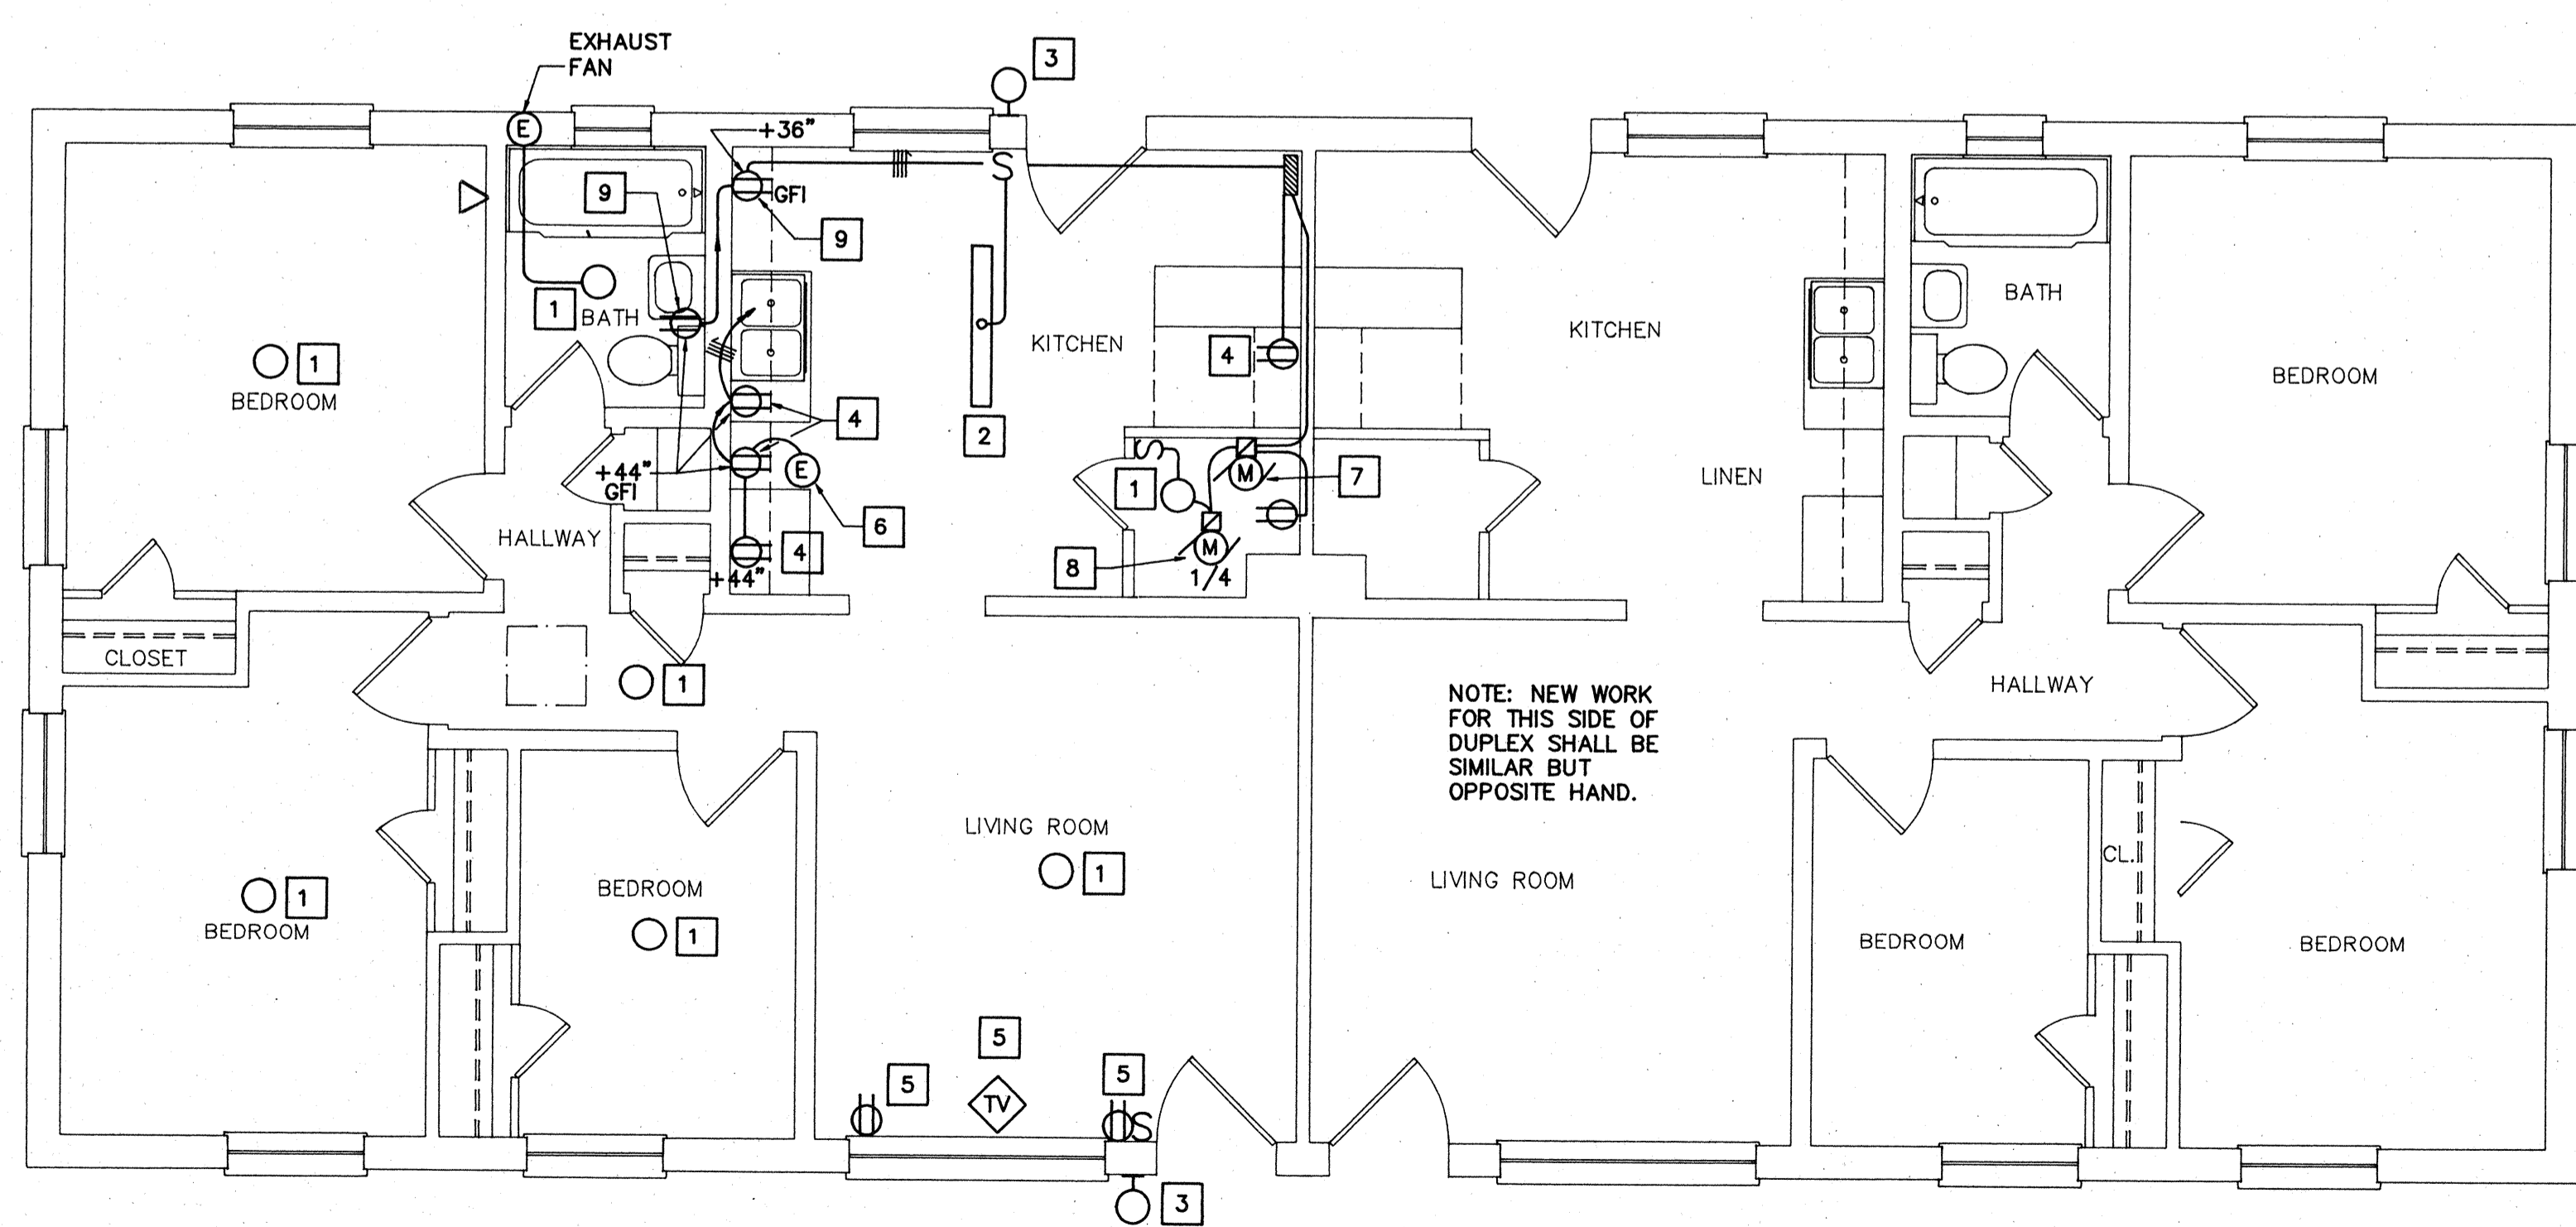 EXHAUST
FAN
3
E
+36"
S
9
GFI
9
1
BATH
KITCHEN
KITCHEN
BATH
4
1
BEDROOM
BEDROOM
4
2
+44"
GFI
E
S
1
M
7
LINEN
6
HALLWAY
4
+44"
8
M
1/4
CLOSET
1
HALLWAY
NOTE: NEW WORK
FOR THIS SIDE OF
DUPLEX SHALL BE
SIMILAR BUT
OPPOSITE HAND.
LIVING ROOM
1
LIVING ROOM
CL.
1
BEDROOM
BEDROOM
1
BEDROOM
BEDROOM
5
5
5
TV
S
3